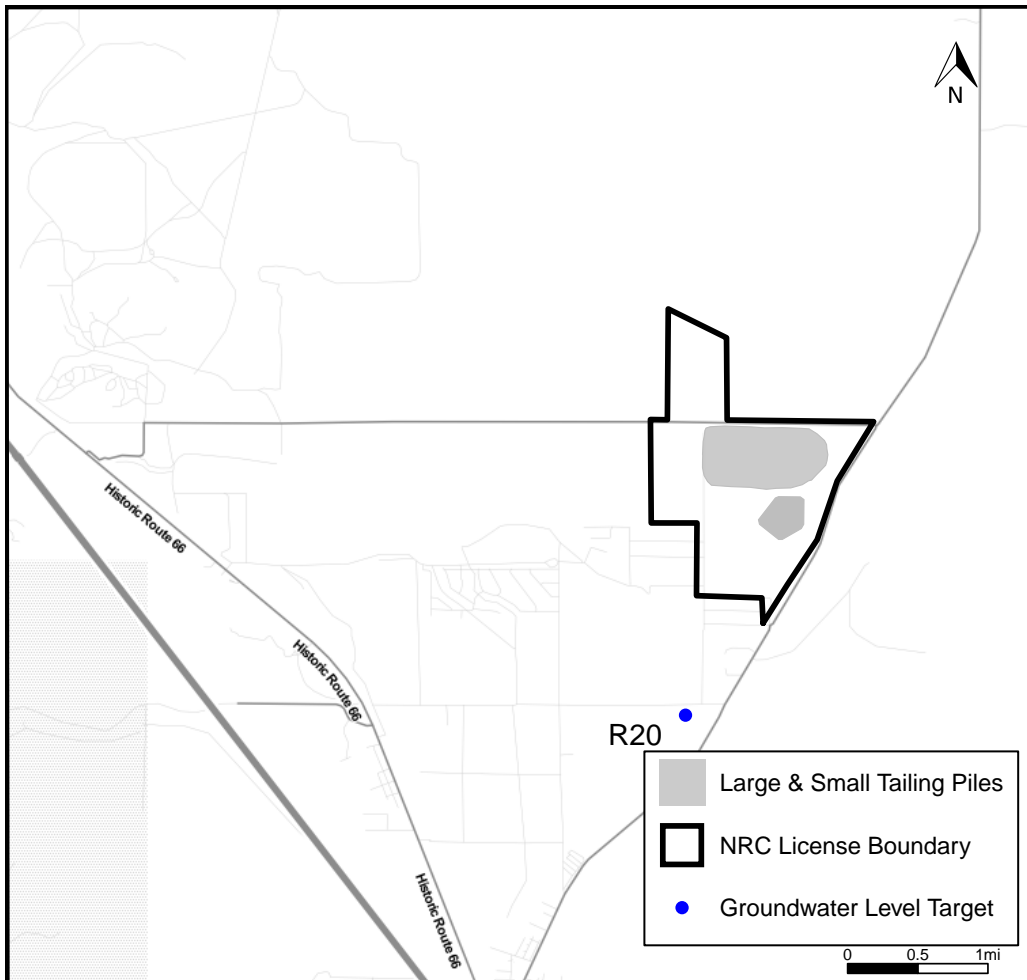 N
Historic Route 66
Historic Route 66
R20
Large & Small Tailing Piles
NRC License Boundary
Historic Route 66
Groundwater Level Target
0 0.5 1mi